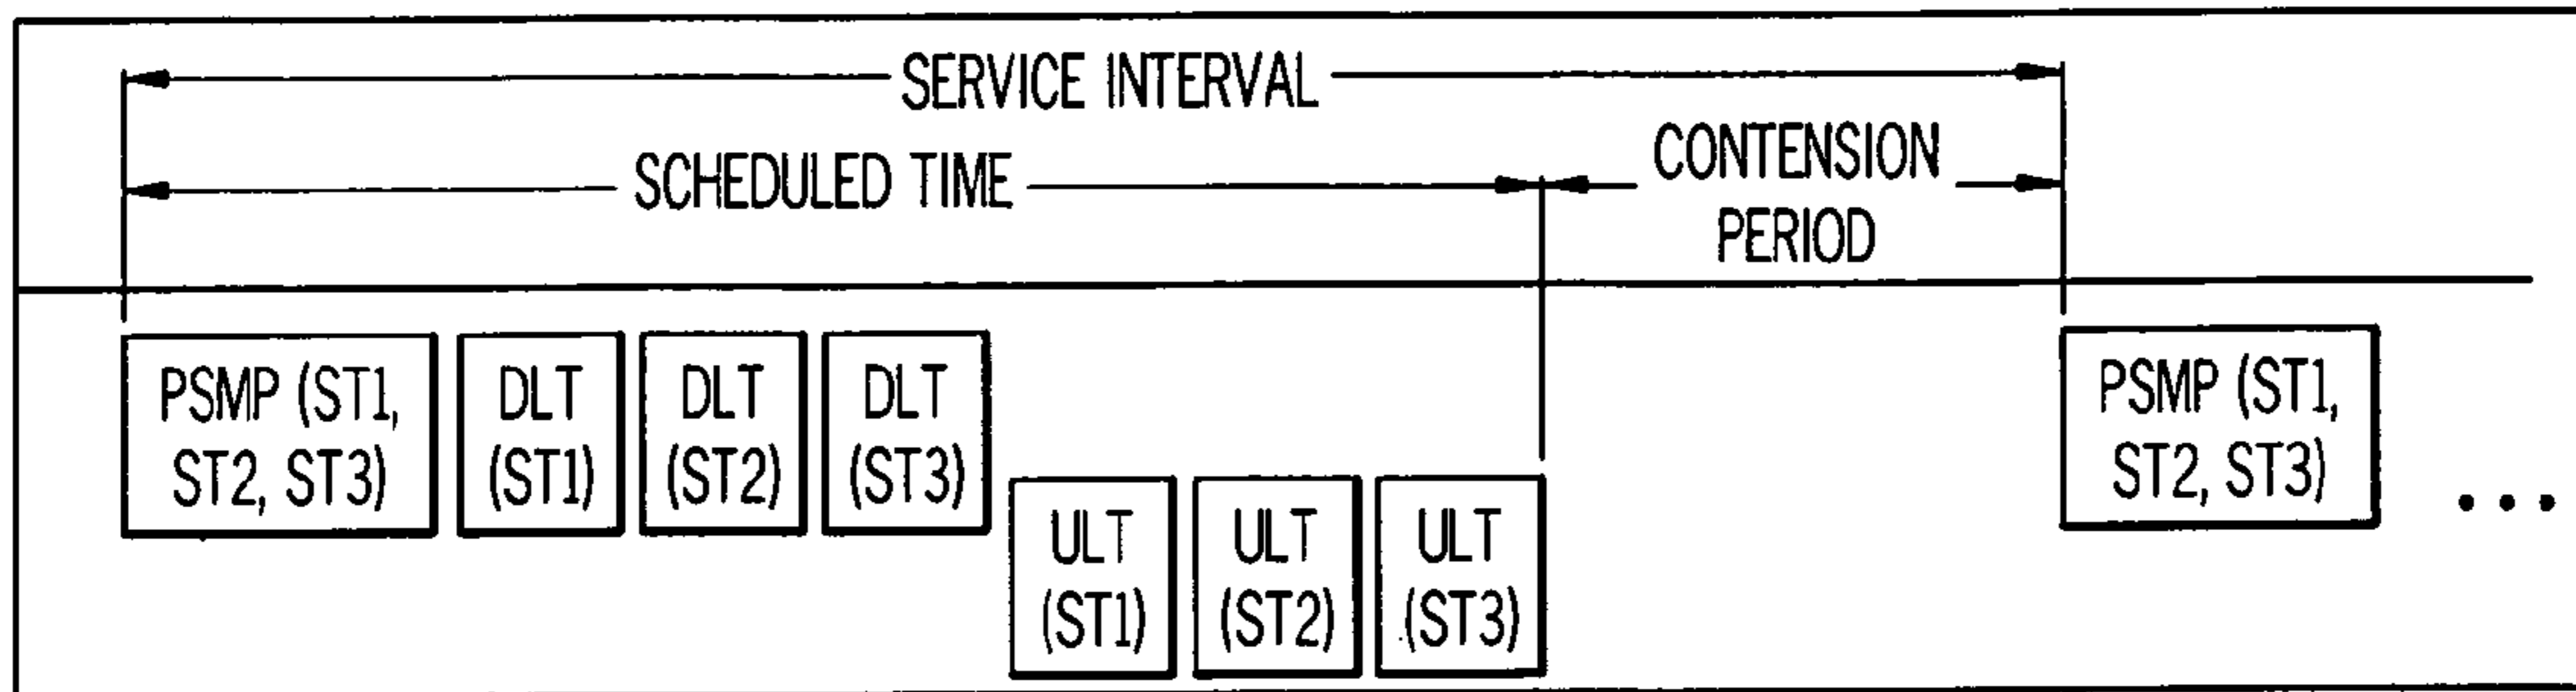 SERVICE INTERVAL
SCHEDULED TIME
CONTENSION
PERIOD
PSMP (ST1,
ST2, ST3)
DLT
(ST1)
DLT
(ST2)
DLT
(ST3)
ULT
(ST1)
ULT
(ST2)
ULT
(ST3)
PSMP (ST1,
ST2, ST3)
...